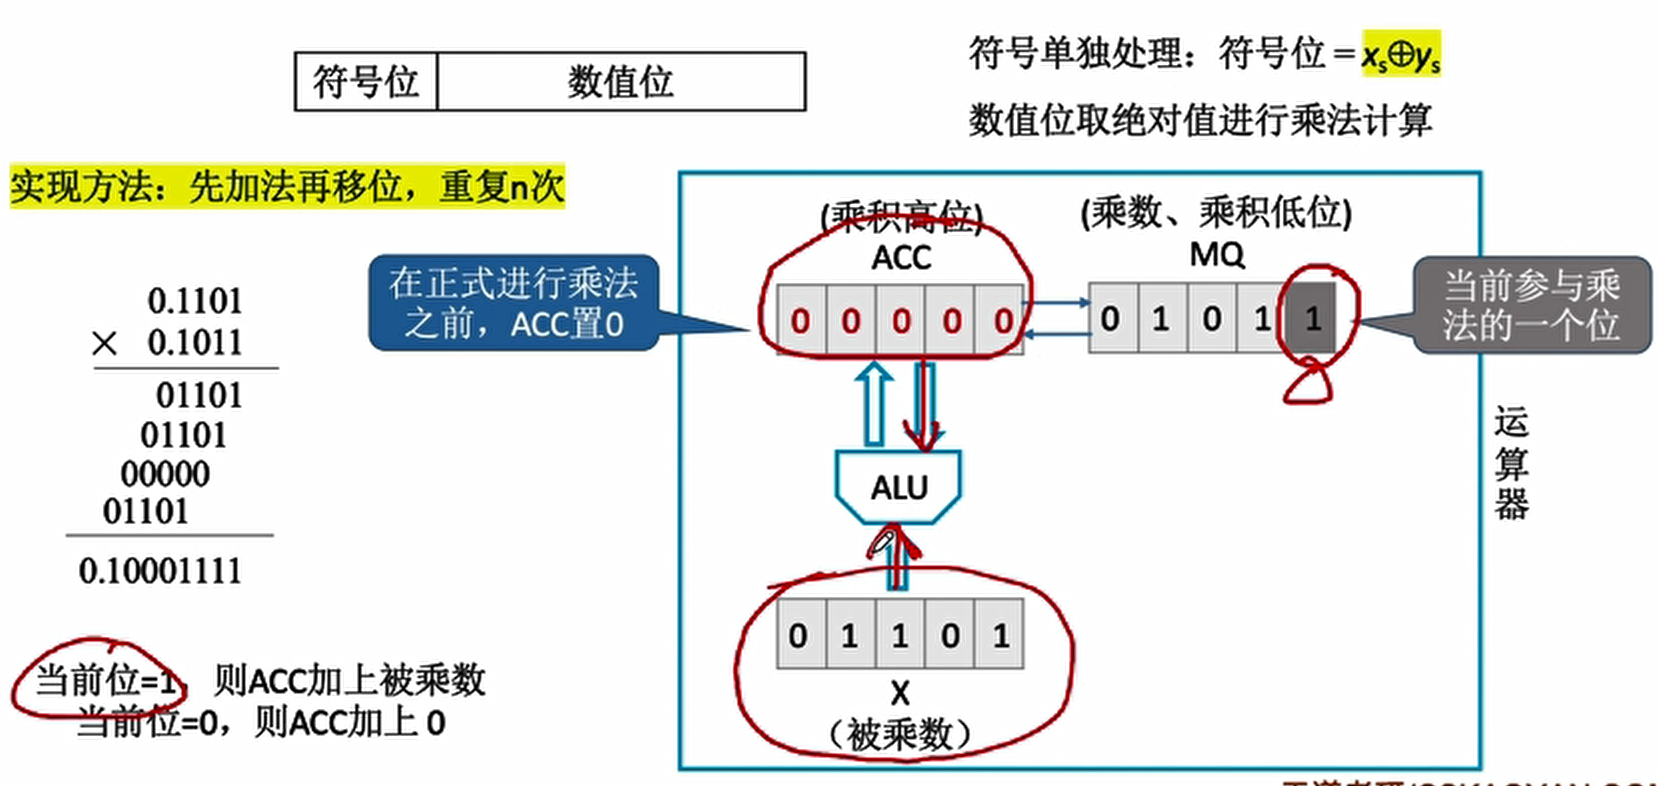 符号位 数值位
符号单独处理：符号位 = xs⊕ys
数值位取绝对值进行乘法计算
实现方法：先加法再移位，重复n次
0.1101
× 0.1011
01101
01101
00000
01101
0.10001111
当前位=1，则ACC加上被乘数
当前位=0，则ACC加上 0
在正式进行乘法
之前，ACC置0
(乘积高位)
ACC
0 0 0 0 0
(乘数、乘积低位)
MQ
0 1 0 1 1
当前参与乘
法的一个位
ALU
0 1 1 0 1
X
（被乘数）
运
算
器